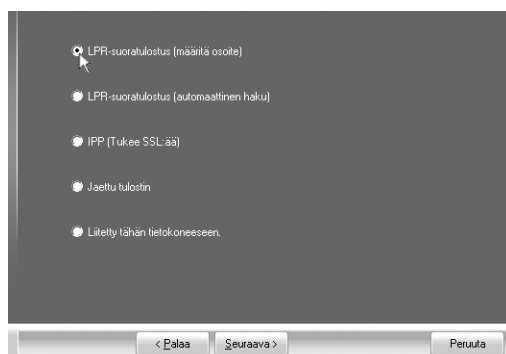 LPR-suoratulostus (määritä osoite)
LPR-suoratulostus (automaattinen haku)
IPP (Tukee SSL:ää)
Jaettu tulostin
Liitetty tähän tietokoneeseen.
< Palaa Seuraava > Peruuta